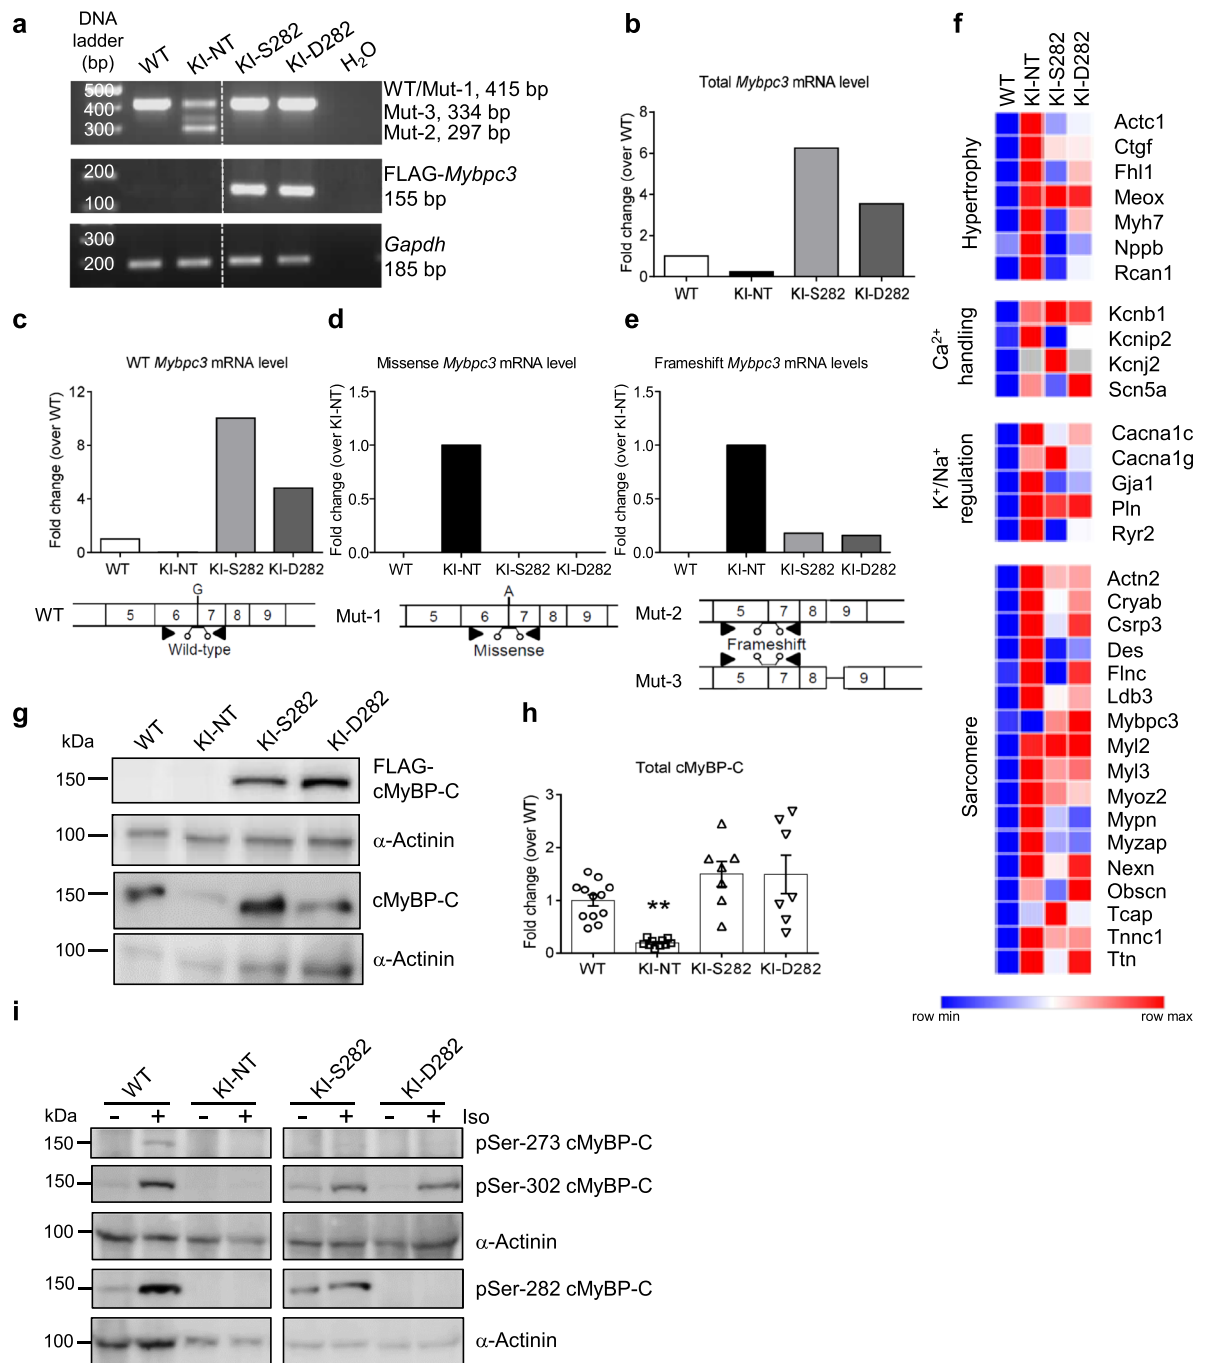 a
DNA
ladder
(bp)
WT
KI-NT
KI-S282
KI-D282
H2O
500
400
300
WT/Mut-1, 415 bp
Mut-3, 334 bp
Mut-2, 297 bp
200
100
FLAG-Mybpc3
155 bp
300
200
Gapdh
185 bp
b
Total Mybpc3 mRNA level
Fold change (over WT)
8
6
4
2
0
WT KI-NT KI-S282 KI-D282
c
WT Mybpc3 mRNA level
Fold change (over WT)
12
8
4
0
WT KI-NT KI-S282 KI-D282
WT
G
5 6 7 8 9
Wild-type
d
Missense Mybpc3 mRNA level
Fold change (over KI-NT)
1.5
1.0
0.5
0.0
WT KI-NT KI-S282 KI-D282
Mut-1
A
5 6 7 8 9
Missense
e
Frameshift Mybpc3 mRNA levels
Fold change (over KI-NT)
1.5
1.0
0.5
0.0
WT KI-NT KI-S282 KI-D282
Mut-2
5 7 8 9
Frameshift
Mut-3
5 7 8 9
f
WT
KI-NT
KI-S282
KI-D282
Hypertrophy
Actc1
Ctgf
Fhl1
Meox
Myh7
Nppb
Rcan1
Ca2+
handling
Kcnb1
Kcnip2
Kcnj2
Scn5a
K+/Na+
regulation
Cacna1c
Cacna1g
Gja1
Pln
Ryr2
Sarcomere
Actn2
Cryab
Csrp3
Des
Flnc
Ldb3
Mybpc3
Myl2
Myl3
Myoz2
Mypn
Myzap
Nexn
Obscn
Tcap
Tnnc1
Ttn
row min
row max
g
kDa
WT
KI-NT
KI-S282
KI-D282
150
FLAG-
cMyBP-C
100
α-Actinin
150
cMyBP-C
100
α-Actinin
h
Total cMyBP-C
Fold change (over WT)
3
2
1
0
**
WT KI-NT KI-S282 KI-D282
i
WT
KI-NT
KI-S282
KI-D282
kDa
- + - + - + - + Iso
150
pSer-273 cMyBP-C
150
pSer-302 cMyBP-C
100
α-Actinin
150
pSer-282 cMyBP-C
100
α-Actinin